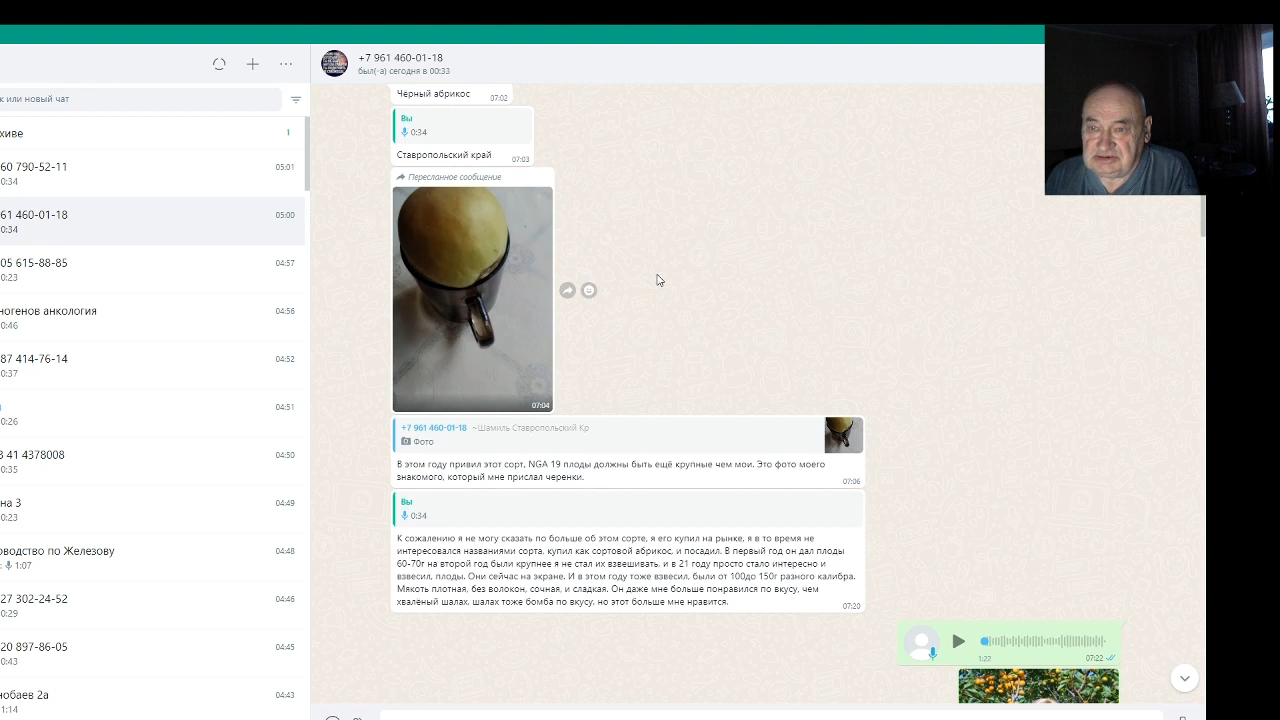 +7 961 460-01-18
был(-а) сегодня в 00:33
к или новый чат
хиве
1
60 790-52-11
05:01
0:34
61 460-01-18
05:00
0:34
05 615-88-85
04:57
0:23
ногенов анкология
04:56
0:46
87 414-76-14
04:52
0:37
04:51
0:26
3 41 4378008
04:50
0:35
на 3
04:49
0:23
оводство по Железову
04:48
1:07
27 302-24-52
04:46
0:29
20 897-86-05
04:45
0:43
нобаев 2а
04:43
1:14
Чёрный абрикос
07:02
Вы
0:34
Ставропольский край
07:03
Пересланное сообщение
07:04
+7 961 460-01-18 ~Шамиль Ставропольский Кр
Фото
В этом году привил этот сорт, NGA 19 плоды должны быть ещё крупные чем мои. Это фото моего
знакомого, который мне прислал черенки.
07:06
Вы
0:34
К сожалению я не могу сказать по больше об этом сорте, я его купил на рынке, я в то время не
интересовался названиями сорта, купил как сортовой абрикос, и посадил. В первый год он дал плоды
60-70г на второй год были крупнее я не стал их взвешивать, и в 21 году просто стало интересно и
взвесил, плоды. Они сейчас на экране. И в этом году тоже взвесил, были от 100до 150г разного калибра.
Мякоть плотная, без волокон, сочная, и сладкая. Он даже мне больше понравился по вкусу, чем
хвалёный шалах, шалах тоже бомба по вкусу, но этот больше мне нравится.
07:20
1:22
07:22